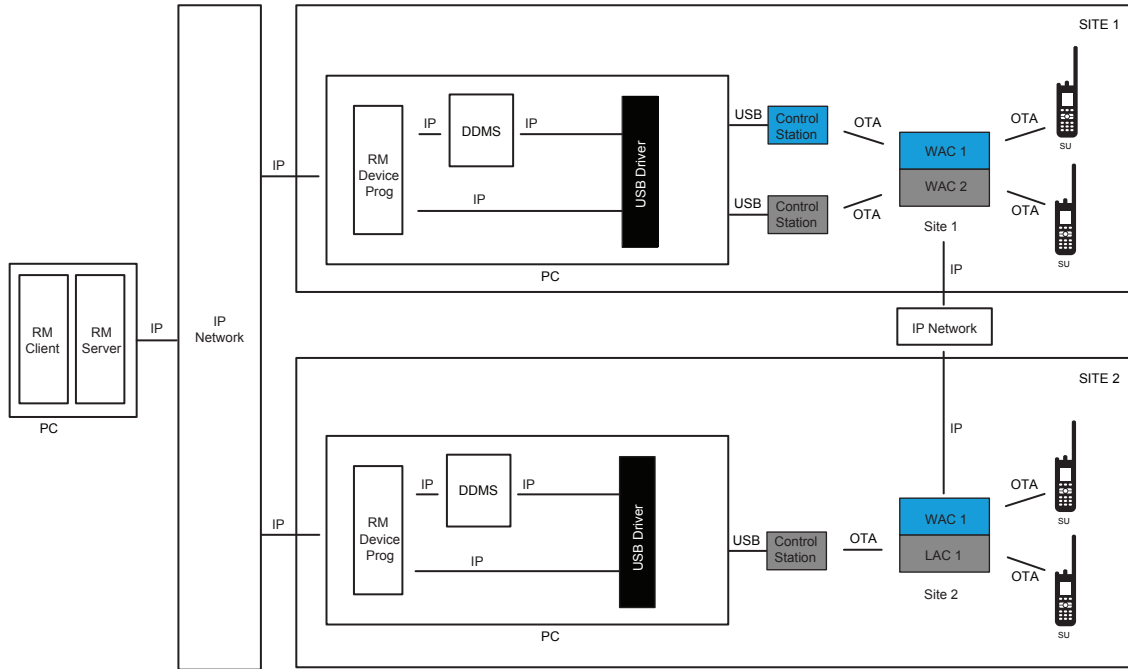 SITE 1
IP
DDMS
IP
RM
Device
Prog
IP
USB Driver
PC
USB
Control
Station
OTA
USB
Control
Station
OTA
WAC 1
WAC 2
Site 1
OTA
SU
OTA
SU
IP
IP
IP Network
RM
Client
RM
Server
PC
IP
IP
Network
SITE 2
IP
IP
DDMS
IP
RM
Device
Prog
IP
USB Driver
PC
USB
Control
Station
OTA
IP
WAC 1
LAC 1
Site 2
OTA
SU
OTA
SU